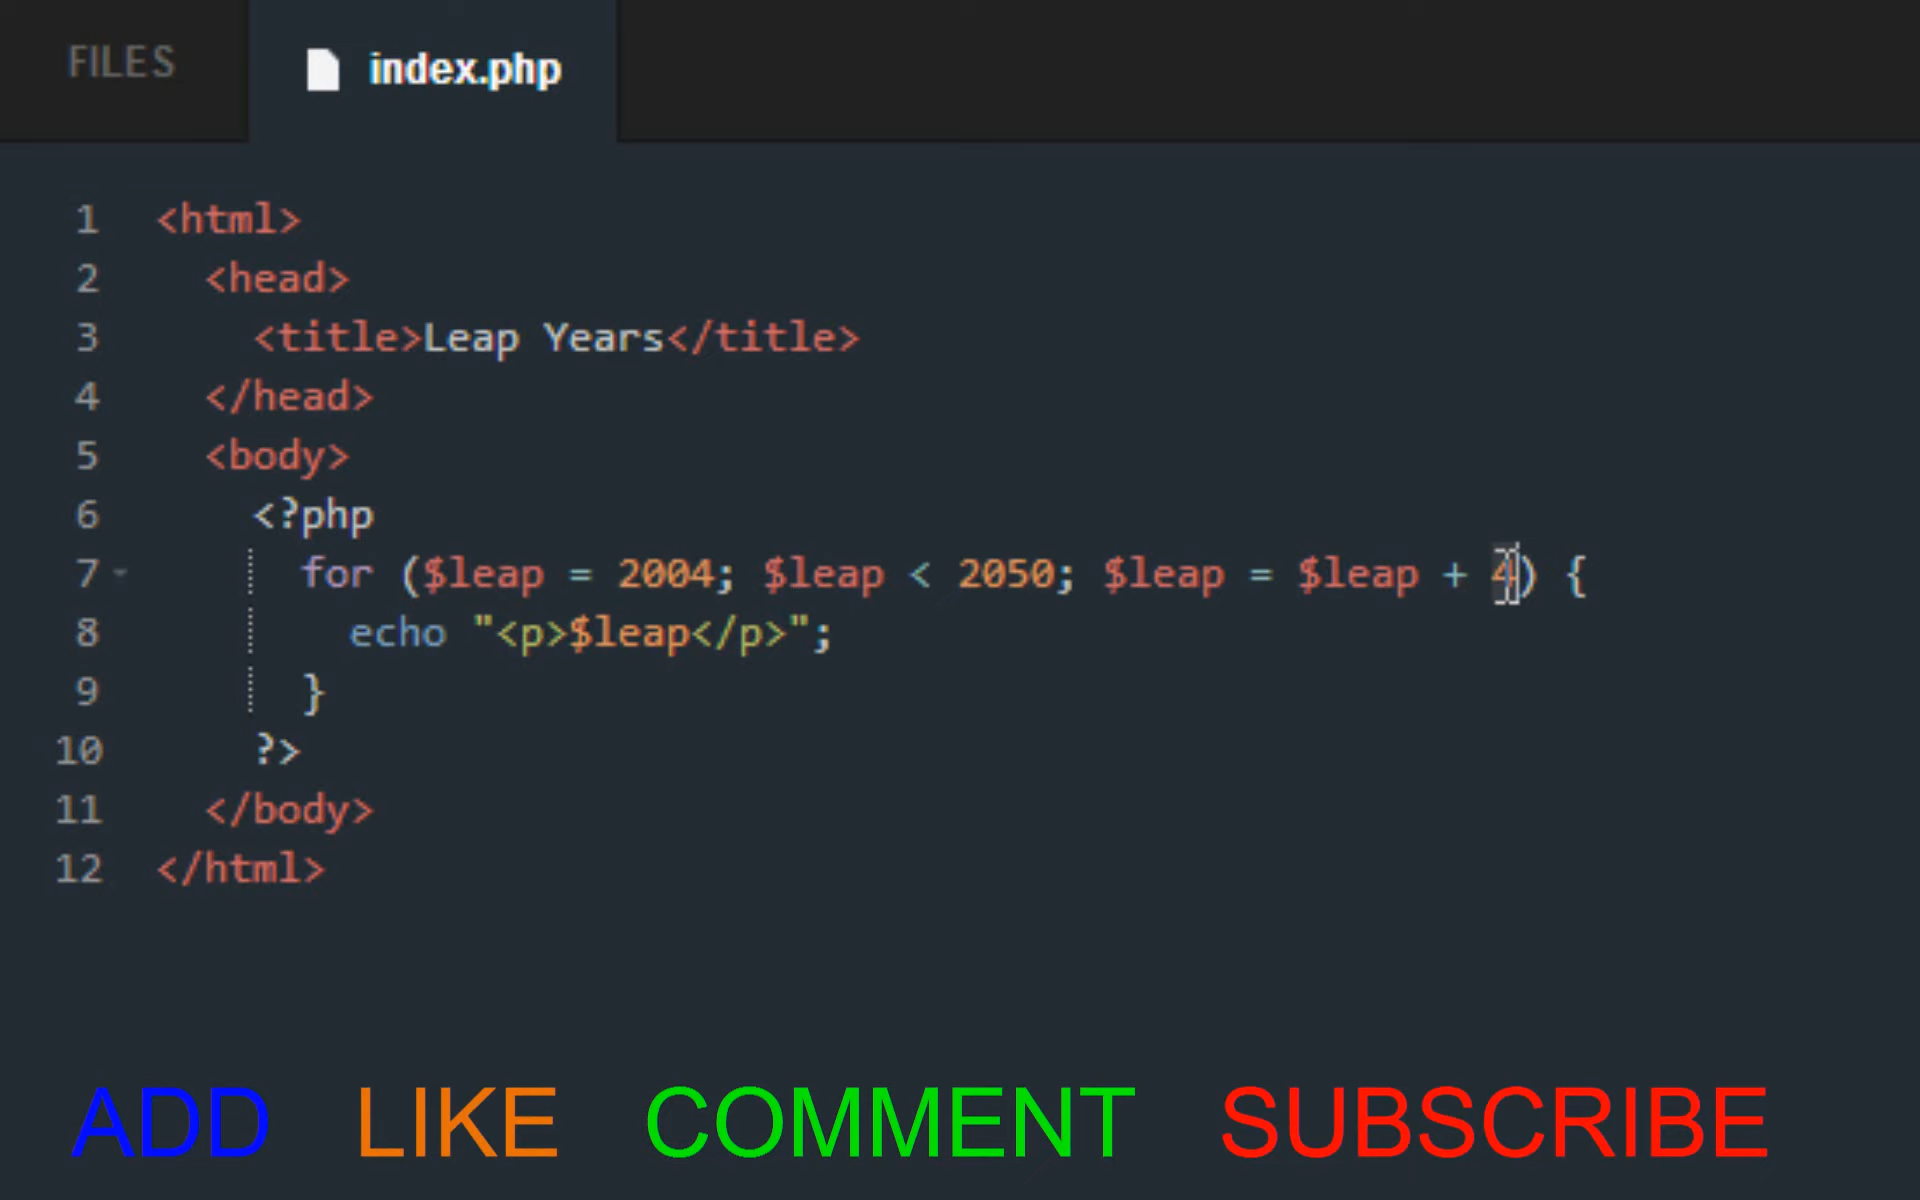 FILES index.php
1 <html>
2 <head>
3 <title>Leap Years</title>
4 </head>
5 <body>
6 <?php
7 for ($leap = 2004; $leap < 2050; $leap = $leap + 4) {
8 echo "<p>$leap</p>";
9 }
10 ?>
11 </body>
12 </html>
ADD LIKE COMMENT SUBSCRIBE